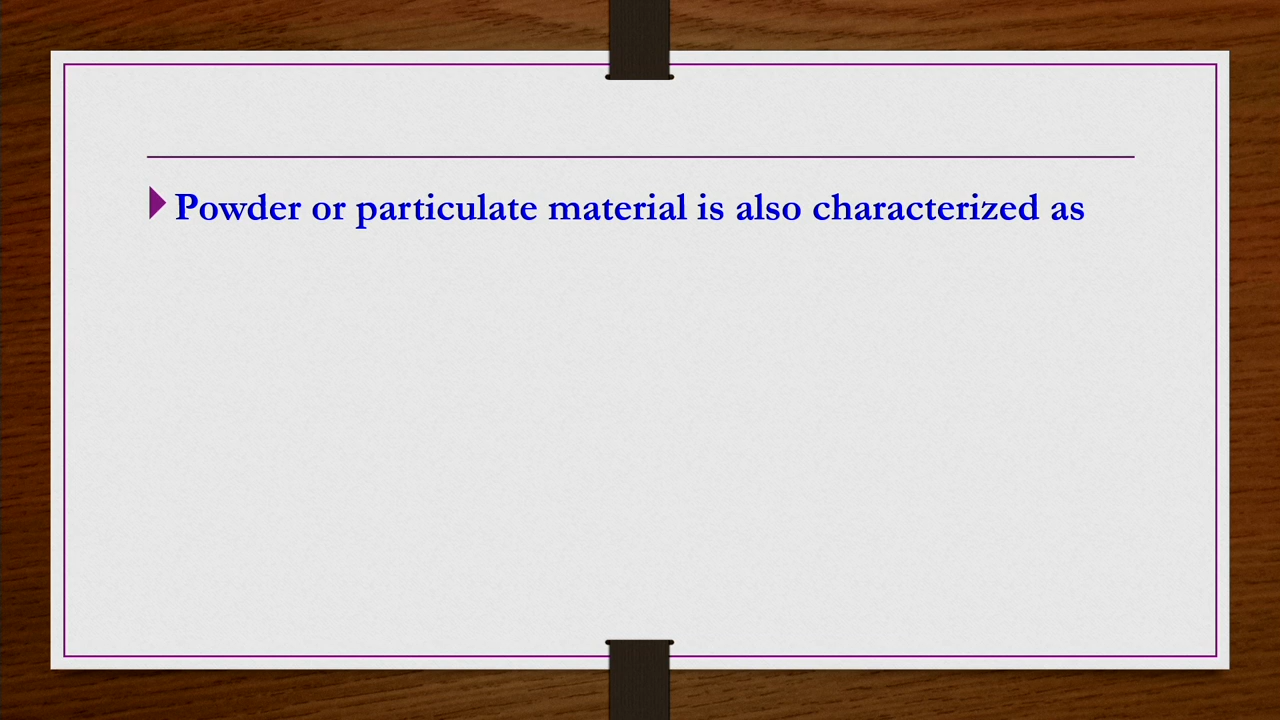 Powder or particulate material is also characterized as